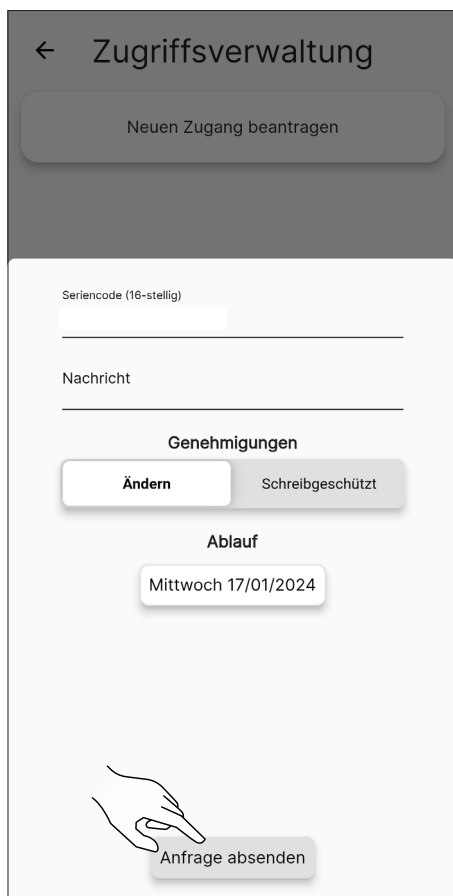 Zugriffsverwaltung
Neuen Zugang beantragen
Seriencode (16-stellig)
Nachricht
Genehmigungen
Ändern Schreibgeschützt
Ablauf
Mittwoch 17/01/2024
Anfrage absenden